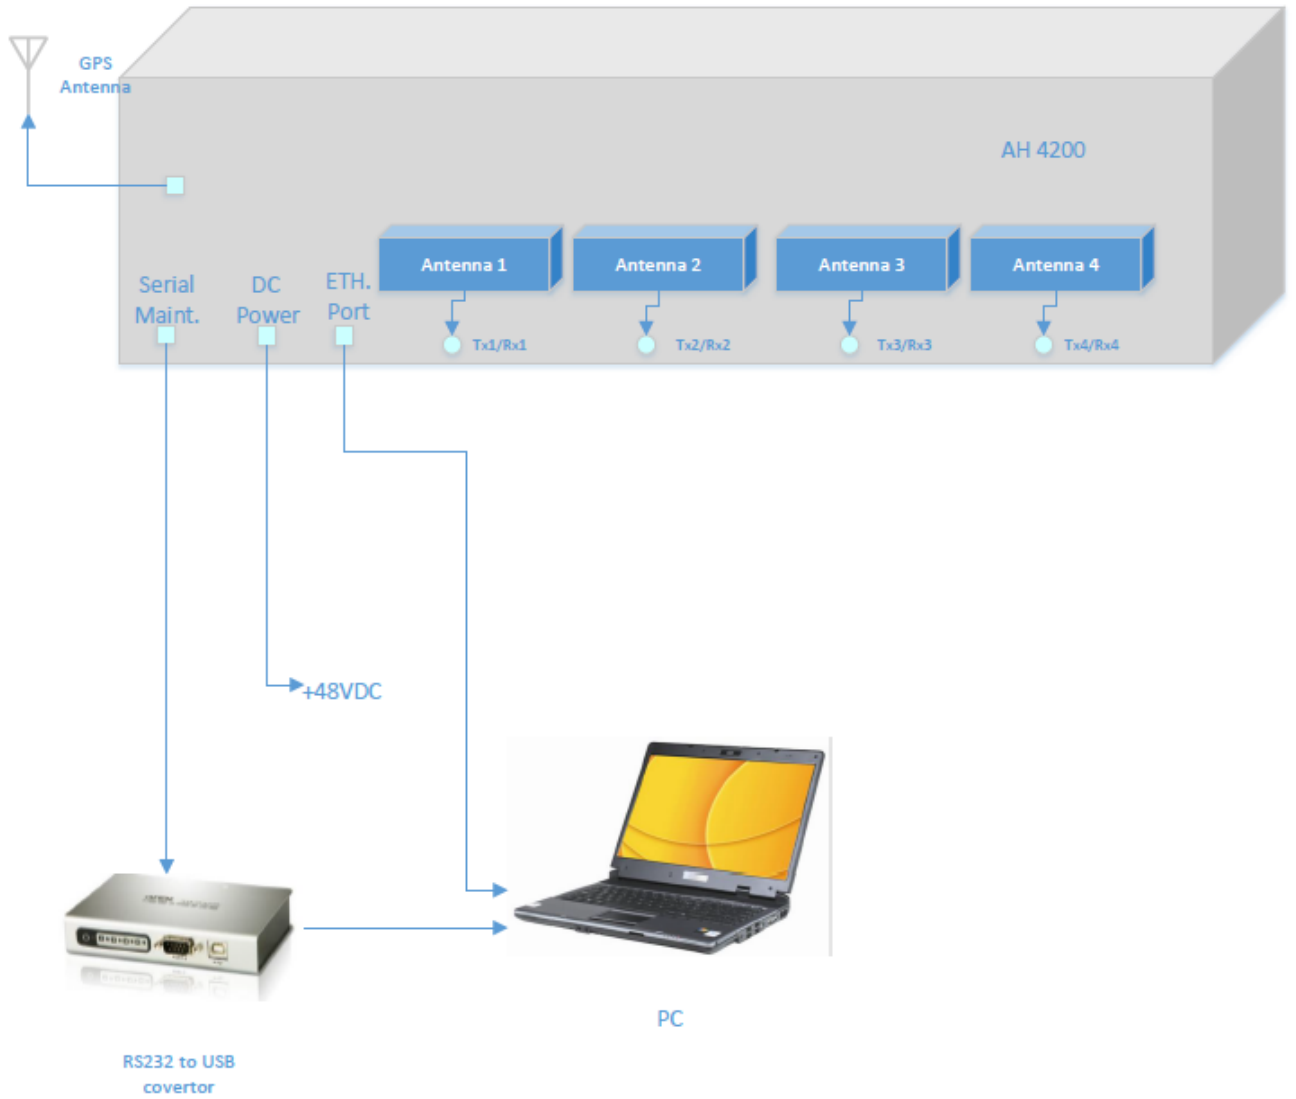 GPS
Antenna
AH 4200
Antenna 1
Antenna 2
Antenna 3
Antenna 4
Serial
Maint.
DC
Power
ETH.
Port
Tx1/Rx1
Tx2/Rx2
Tx3/Rx3
Tx4/Rx4
+48VDC
PC
RS232 to USB
covertor